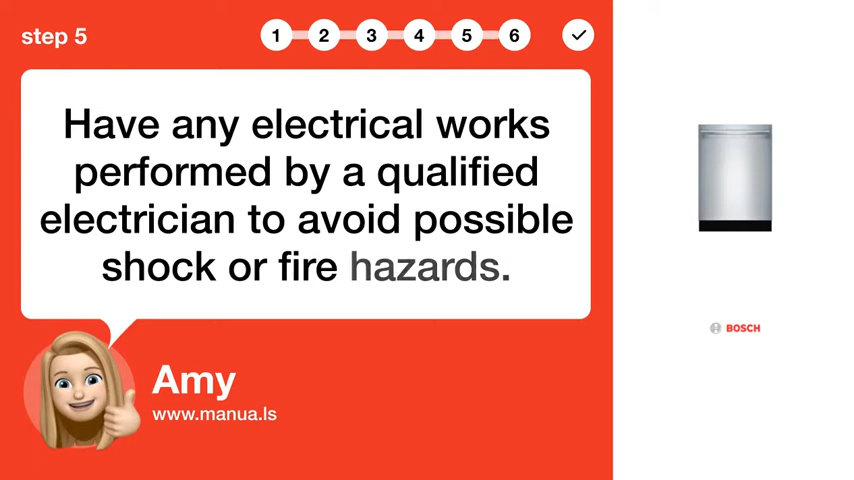 step 5
1 2 3 4 5 6
Have any electrical works
performed by a qualified
electrician to avoid possible
shock or fire hazards.
Amy
www.manua.ls
BOSCH